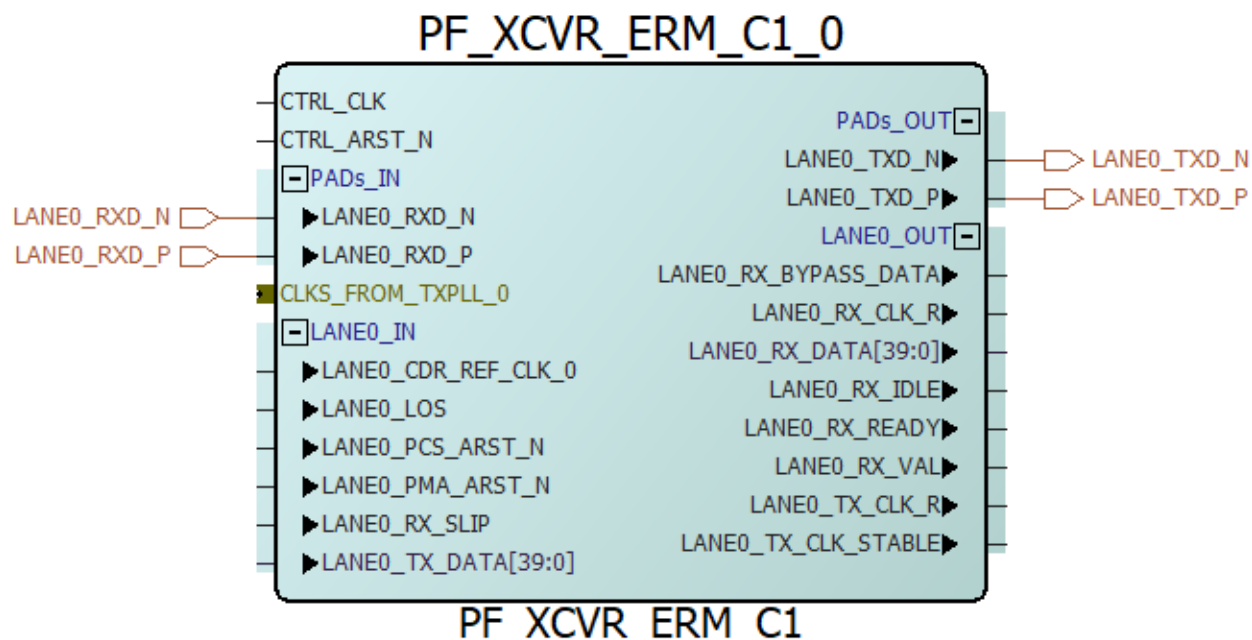 PF_XCVR_ERM_C1_0
CTRL_CLK
CTRL_ARST_N
PADs_IN
LANE0_RXD_N LANE0_RXD_N
LANE0_RXD_P LANE0_RXD_P
CLKS_FROM_TXPLL_0
LANE0_IN
LANE0_CDR_REF_CLK_0
LANE0_LOS
LANE0_PCS_ARST_N
LANE0_PMA_ARST_N
LANE0_RX_SLIP
LANE0_TX_DATA[39:0]
PADs_OUT
LANE0_TXD_N LANE0_TXD_N
LANE0_TXD_P LANE0_TXD_P
LANE0_OUT
LANE0_RX_BYPASS_DATA
LANE0_RX_CLK_R
LANE0_RX_DATA[39:0]
LANE0_RX_IDLE
LANE0_RX_READY
LANE0_RX_VAL
LANE0_TX_CLK_R
LANE0_TX_CLK_STABLE
PF_XCVR_ERM_C1